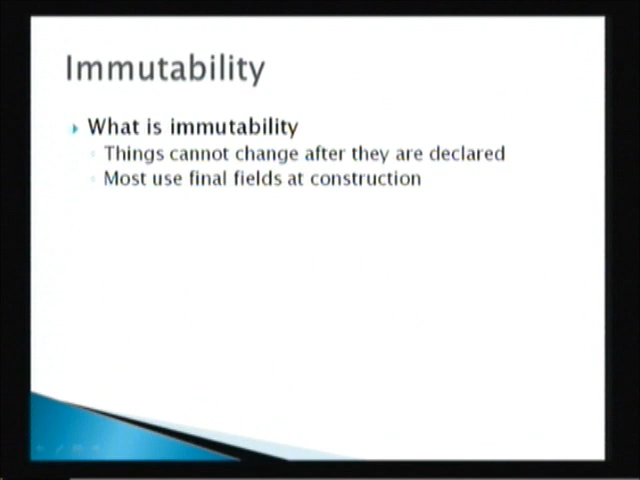 Immutability
What is immutability
Things cannot change after they are declared
Most use final fields at construction